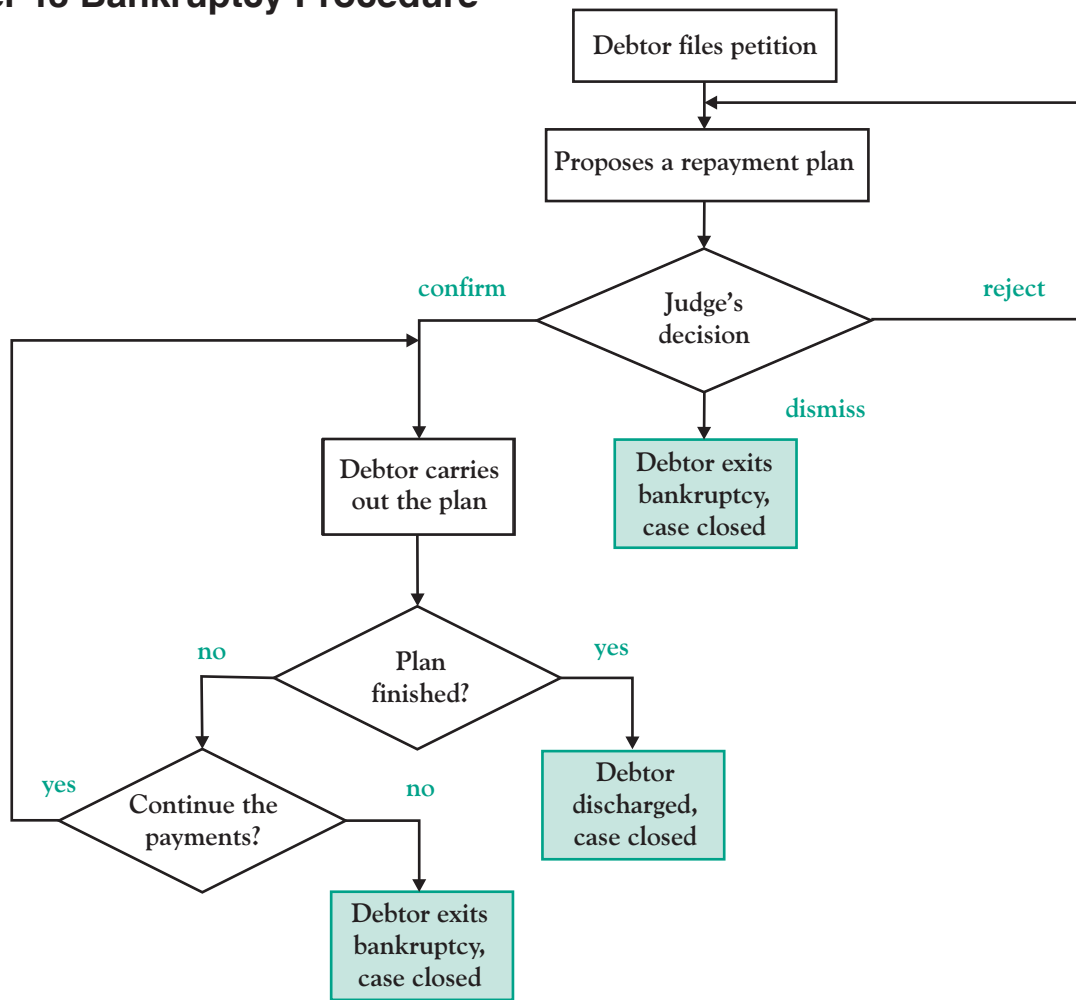 Bankruptcy Procedure
Debtor files petition
Proposes a repayment plan
confirm
Judge's
decision
reject
dismiss
Debtor carries
out the plan
Debtor exits
bankruptcy,
case closed
no
Plan
finished?
yes
yes
Continue the
payments?
no
Debtor
discharged,
case closed
Debtor exits
bankruptcy,
case closed